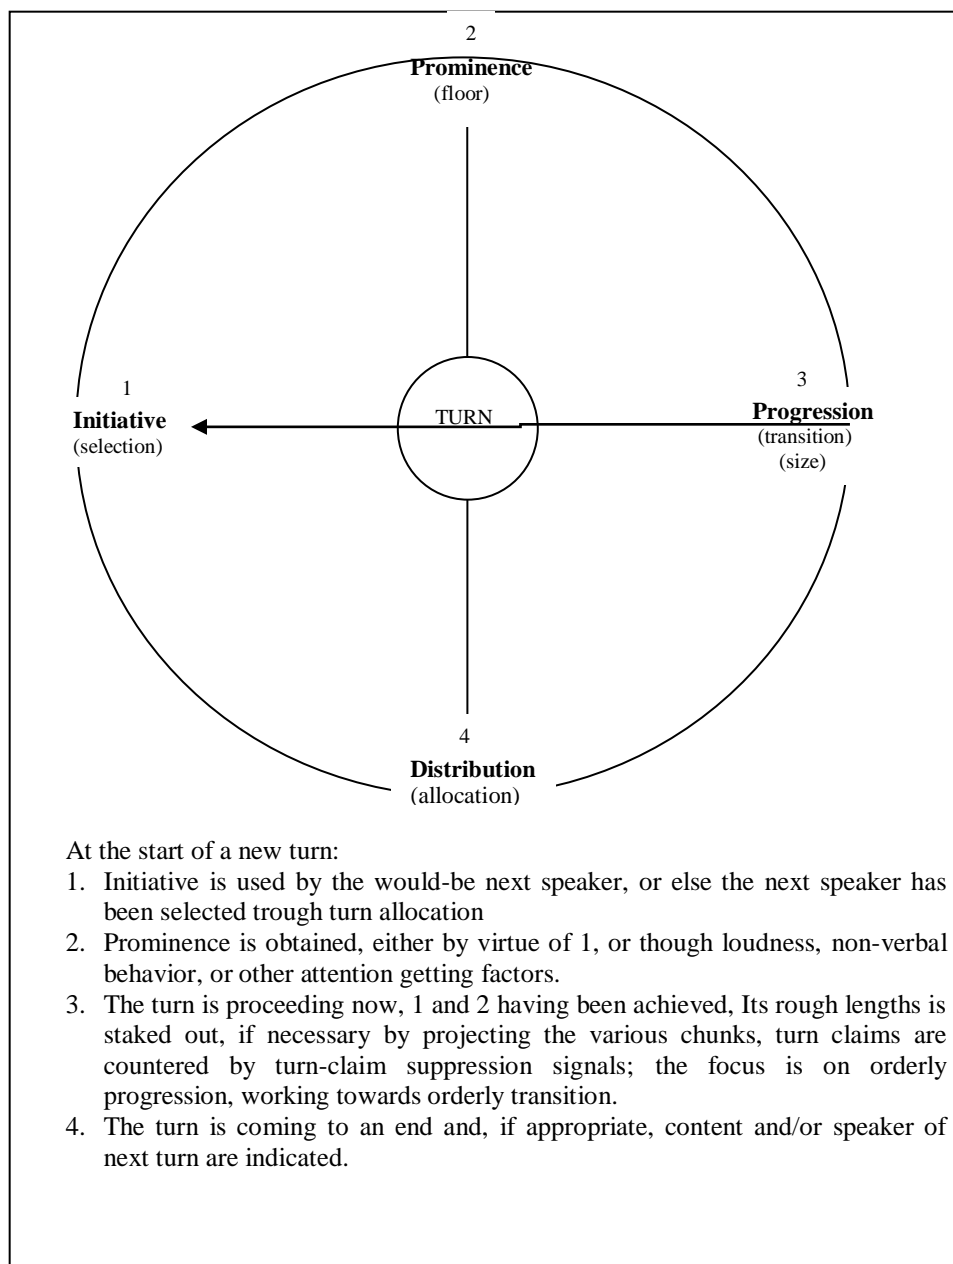 2
Prominence
(floor)
1
Initiative
(selection)
TURN
3
Progression
(transition)
(size)
4
Distribution
(allocation)
At the start of a new turn:
1. Initiative is used by the would-be next speaker, or else the next speaker has
been selected trough turn allocation
2. Prominence is obtained, either by virtue of 1, or though loudness, non-verbal
behavior, or other attention getting factors.
3. The turn is proceeding now, 1 and 2 having been achieved, Its rough lengths is
staked out, if necessary by projecting the various chunks, turn claims are
countered by turn-claim suppression signals; the focus is on orderly
progression, working towards orderly transition.
4. The turn is coming to an end and, if appropriate, content and/or speaker of
next turn are indicated.